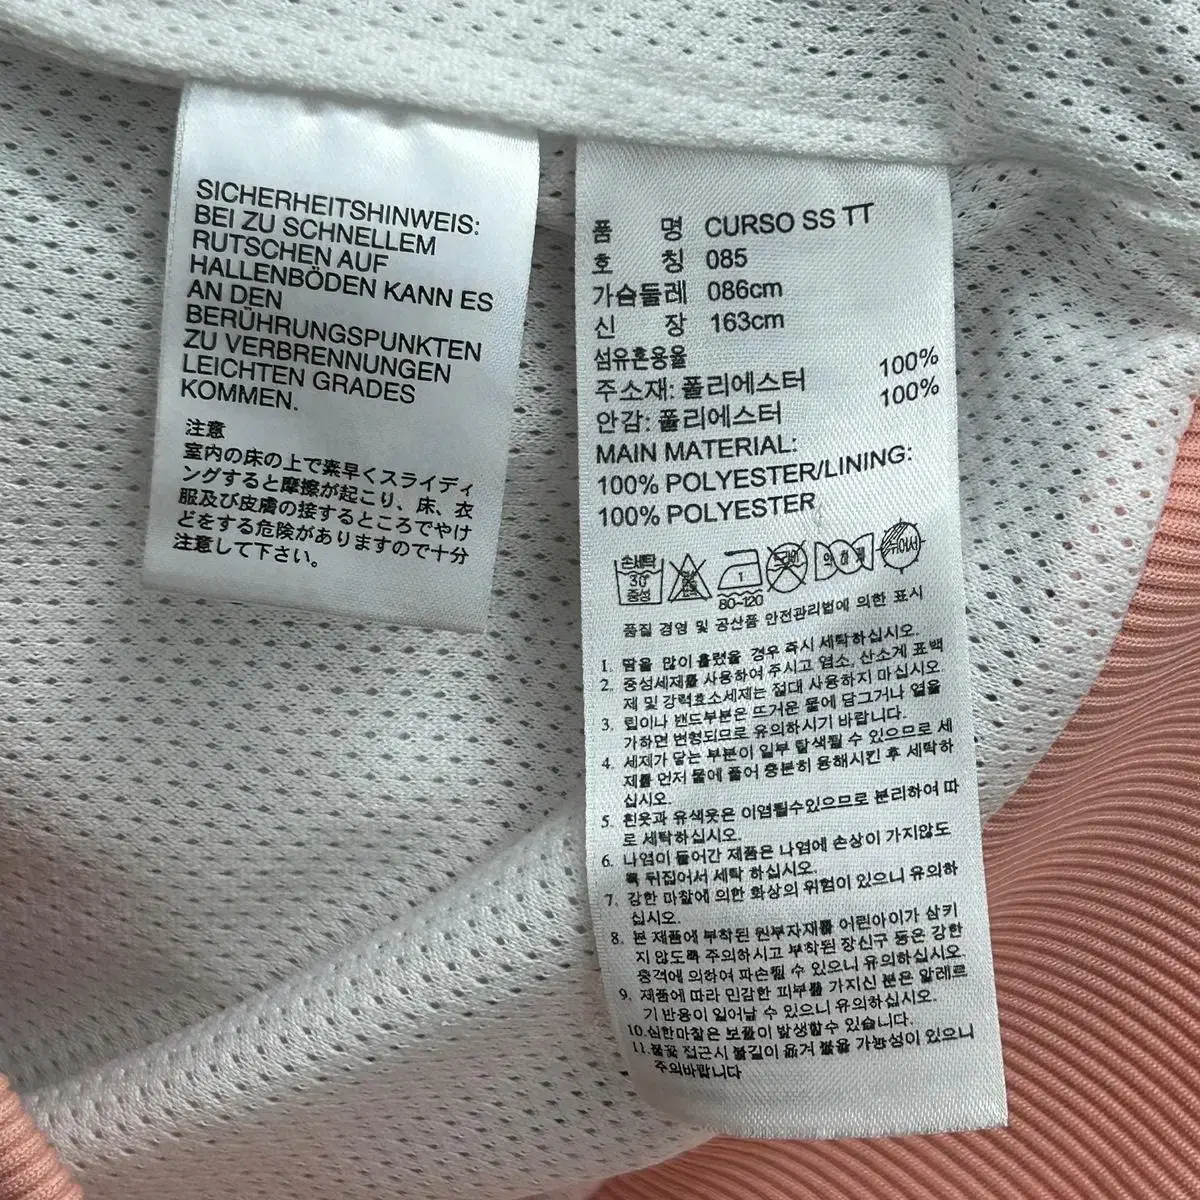 SICHERHEITSHINWEIS:
BEI ZU SCHNELLEM
RUTSCHEN AUF
HALLENBÖDEN KANN ES
AN DEN
BERÜHRUNGSPUNKTEN
ZU VERBRENNUNGEN
LEICHTEN GRADES
KOMMEN.
注意
室内の床の上で素早くスライディ
ングすると摩擦が起こり、床、衣
服及び皮膚の接するところでやけ
どをする危険がありますので十分
注意して下さい。
품 명 CURSO SS TT
호 칭 085
가슴둘레 086cm
신 장 163cm
섬유혼용율
주소재: 폴리에스터 100%
안감: 폴리에스터 100%
MAIN MATERIAL:
100% POLYESTER/LINING:
100% POLYESTER
손세탁
30°
중성
1
80~120
드라이
품질 경영 및 공산품 안전관리법에 의한 표시
1. 땀을 많이 흘렸을 경우 즉시 세탁하십시오.
2. 중성세제를 사용하여 주시고 염소, 산소계 표백
제 및 강력효소세제는 절대 사용하지 마십시오
3. 립이나 밴드부분은 뜨거운 물에 담그거나 열을
가하면 변형되므로 유의하시기 바랍니다.
4. 세제가 닿는 부분이 일부 탈색될 수 있으므로 세
제를 먼저 물에 풀어 충분히 용해시킨 후 세탁하
십시오.
5. 흰옷과 유색옷은 이염될수있으므로 분리하여 따
로 세탁하십시오.
6. 나염이 들어간 제품은 나염에 손상이 가지않도
록 뒤집어서 세탁 하십시오.
7. 강한 마찰에 의한 화상의 위험이 있으니 유의하
십시오.
8. 본 제품에 부착된 원부자재를 어린아이가 삼키
지 않도록 주의하시고 부착된 장신구 등은 강한
충격에 의하여 파손될 수 있으니 유의하십시오.
9. 제품에 따라 민감한 피부를 가지신 분은 알레르
기 반응이 일어날 수 있으니 유의하십시오.
10.심한마찰은 보풀이 발생할수 있습니다.
11.불꽃 접근시 불길이 옮겨 붙을 가능성이 있으니
주의바랍니다